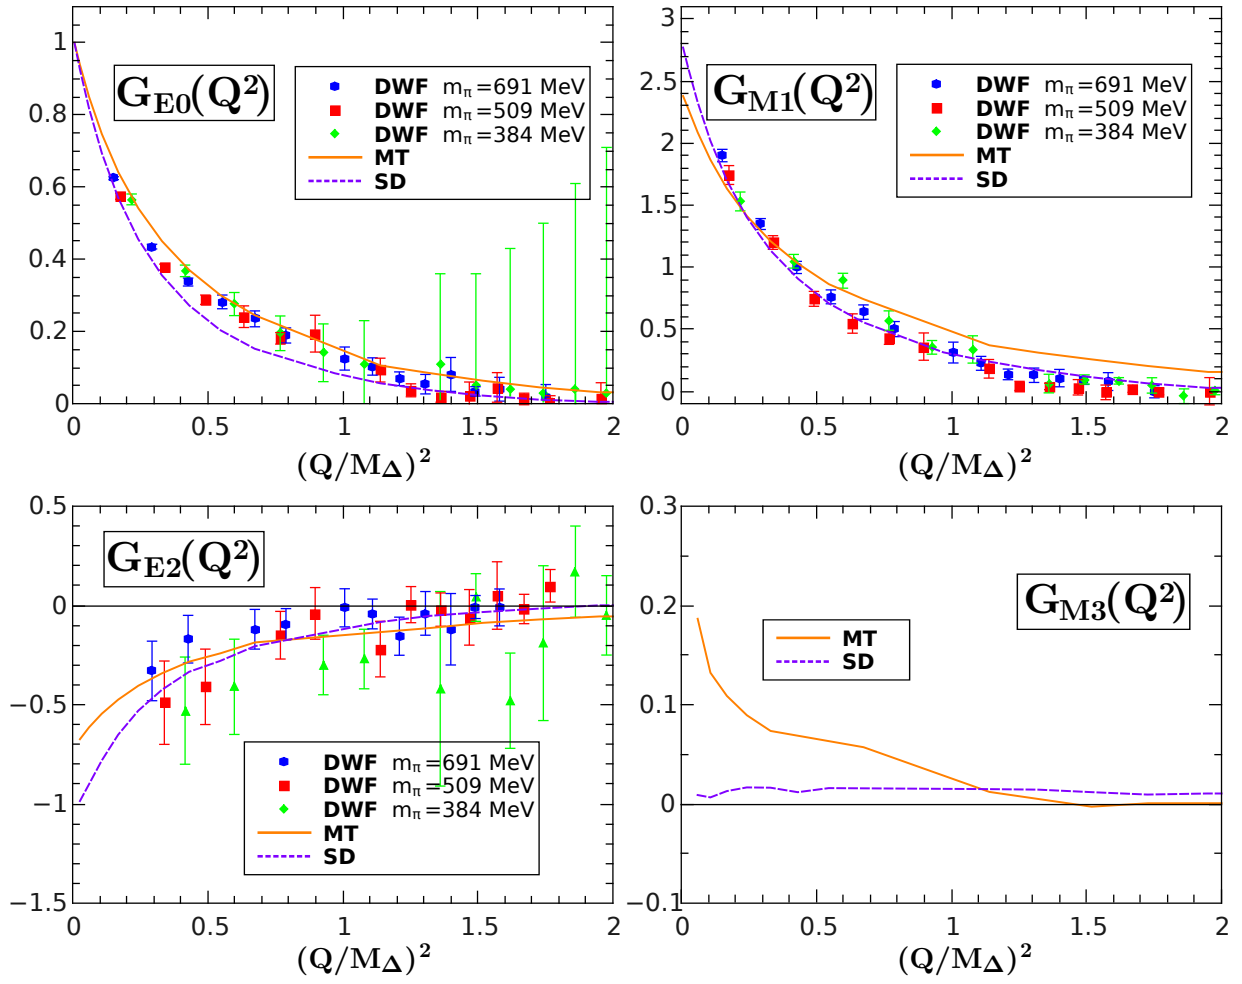 G_E0(Q²)
DWF m_π=691 MeV
DWF m_π=509 MeV
DWF m_π=384 MeV
MT
SD
1
0.8
0.6
0.4
0.2
0
0 0.5 1 1.5 2
(Q/M_Δ)²
G_M1(Q²)
DWF m_π=691 MeV
DWF m_π=509 MeV
DWF m_π=384 MeV
MT
SD
3
2.5
2
1.5
1
0.5
0
0 0.5 1 1.5 2
(Q/M_Δ)²
G_E2(Q²)
0.5
0
−0.5
−1
−1.5
DWF m_π=691 MeV
DWF m_π=509 MeV
DWF m_π=384 MeV
MT
SD
0 0.5 1 1.5 2
(Q/M_Δ)²
G_M3(Q²)
MT
SD
0.3
0.2
0.1
0
−0.1
0 0.5 1 1.5 2
(Q/M_Δ)²